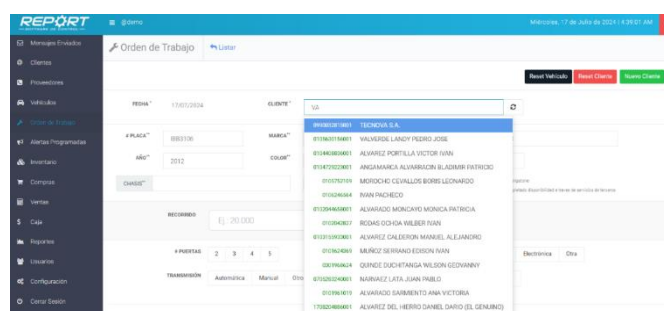 REPORT
@demo
Miércoles, 17 de Julio de 2024 | 4:39:01 AM
Mensajes Enviados
Clientes
Proveedores
Vehículos
Orden de Trabajo
Alertas Programadas
Inventario
Compras
Ventas
Caja
Reportes
Usuarios
Configuración
Cerrar Sesión
Orden de Trabajo
Listar
Reset Vehículo
Reset Cliente
Nuevo Cliente
FECHA *
17/07/2024
CLIENTE *
VA
TECNOVA S.A.
VALVERDE LANDY PEDRO JOSE
ALVAREZ PORTILLA VICTOR IVAN
ANGAMARCA ALVARRACIN BLADIMIR PATRICIO
MOROCHO CEVALLOS BORIS LEONARDO
IVAN PACHECO
ALVARADO MONCAYO MONICA PATRICIA
RODAS OCHOA WILBER IVAN
ALVAREZ CALDERON MANUEL ALEJANDRO
MUÑOZ SERRANO EDISON IVAN
QUINDE DUCHITANGA WILSON GEOVANNY
NARVAEZ LATA JUAN PABLO
ALVARADO SARMIENTO ANA VICTORIA
ALVAREZ DEL HIERRO DANIEL DARIO (EL GENUINO)
# PLACA *
MARCA *
AÑO *
2012
COLOR *
CHASIS *
RECORRIDO
Ej. 20.000
# PUERTAS
2 3 4 5
Electrónica Otra
TRANSMISIÓN
Automática Manual Otro